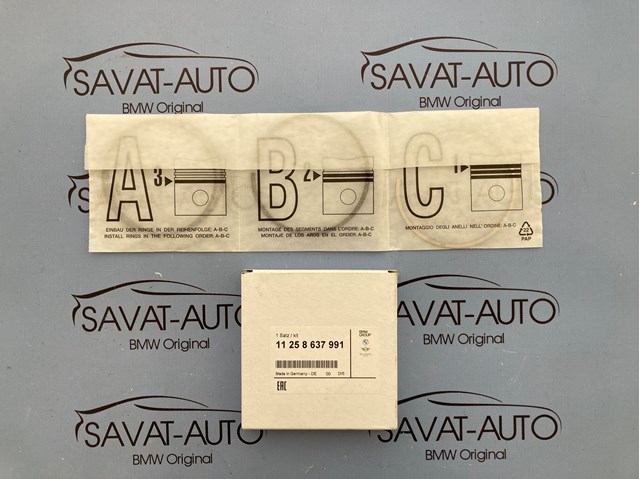 SAVAT-AUTO
BMW Original
SAVAT-AUTO
BMW Original
A 3
B 2
C 1
EINBAU DER RINGE IN DER REIHENFOLGE: A-B-C
INSTALL RINGS IN THE FOLLOWING ORDER: A-B-C
MONTAGE DES SEGMENTS DANS L'ORDRE: A-B-C
MONTAJE DE LOS AROS EN EL ORDER: A-B-C
MONTAGGIO DEGLI ANELLI NELL' ORDINE: A-B-C
22
PAP
1 Satz / kit
11 25 8 637 991
BMW
GROUP
Made in Germany - DE 00
EAC
SAVAT-AUTO
BMW Original
SAVAT-AUTO
BMW Original
SAVAT-AUTO
BMW Original
SAVAT-AUTO
BMW Original